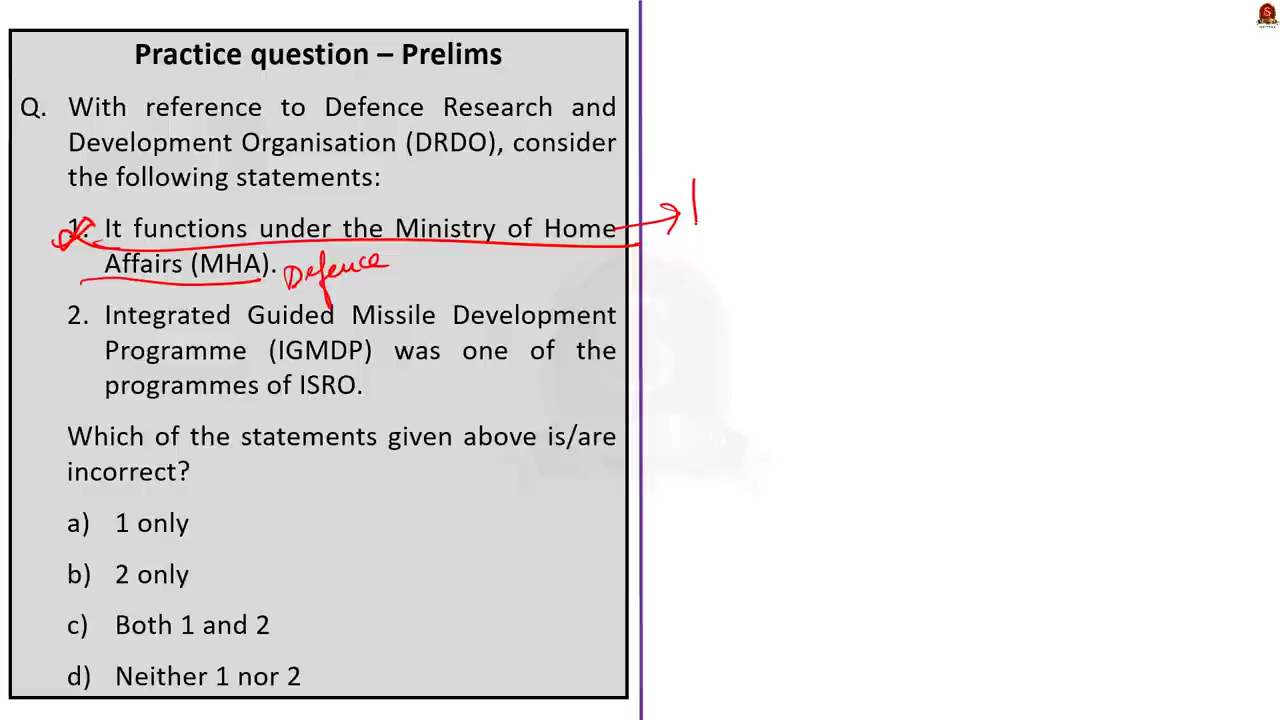 Practice question – Prelims
Q. With reference to Defence Research and
Development Organisation (DRDO), consider
the following statements:
1. It functions under the Ministry of Home
Affairs (MHA). Defence
2. Integrated Guided Missile Development
Programme (IGMDP) was one of the
programmes of ISRO.
Which of the statements given above is/are
incorrect?
a) 1 only
b) 2 only
c) Both 1 and 2
d) Neither 1 nor 2